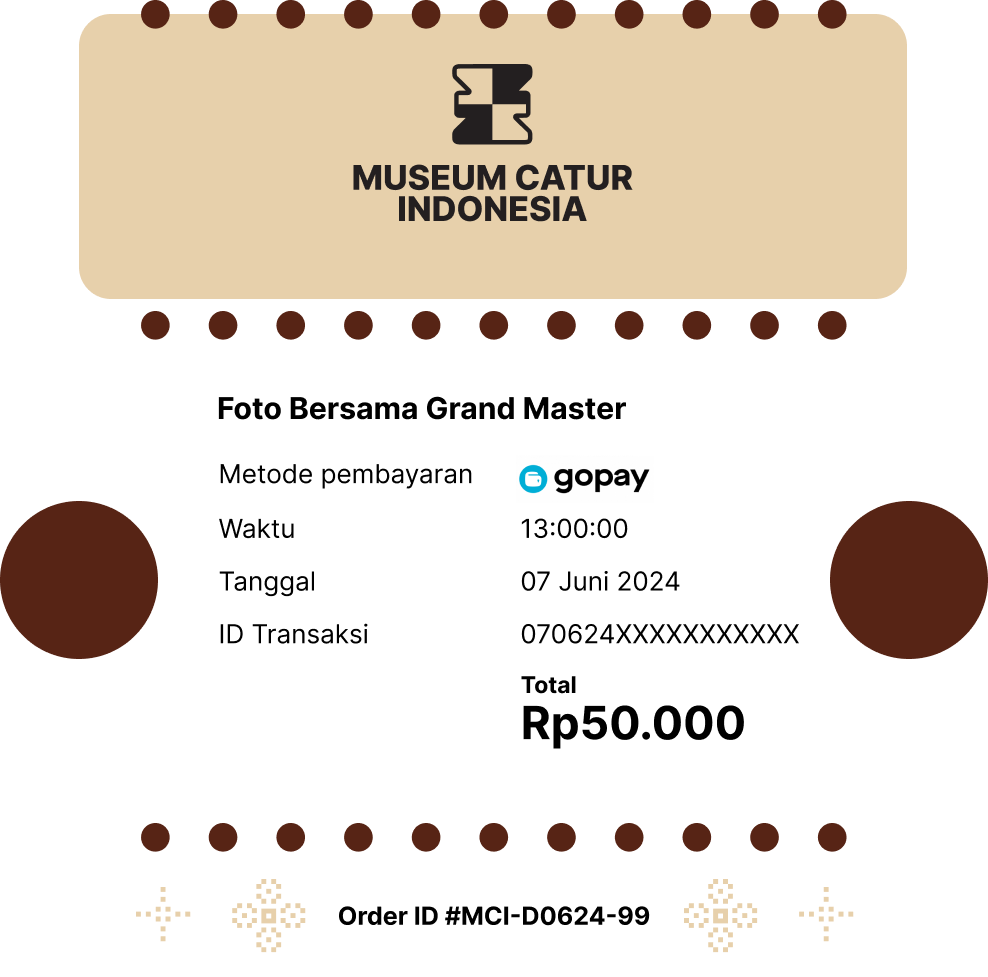 MUSEUM CATUR
INDONESIA
Foto Bersama Grand Master
Metode pembayaran gopay
Waktu 13:00:00
Tanggal 07 Juni 2024
ID Transaksi 070624XXXXXXXXXXX
Total
Rp50.000
Order ID #MCI-D0624-99